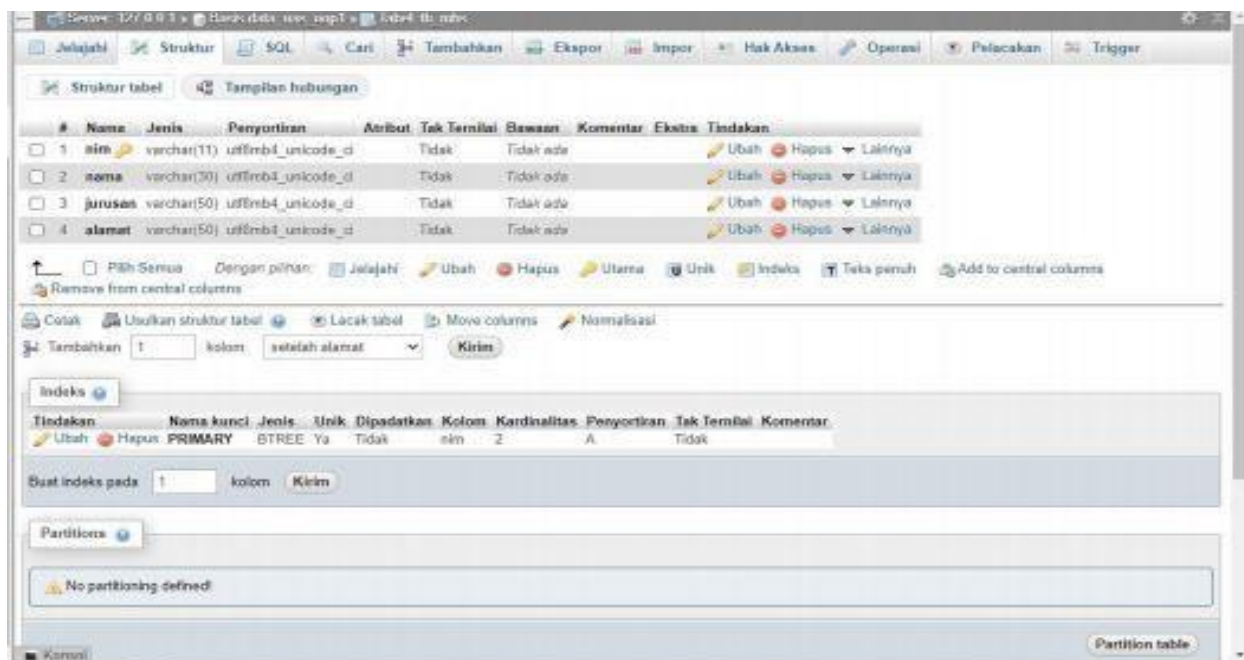 Server: 127.0.0.1 » Basis data: uas_oop1 » Tabel: tb_mhs
Jelajahi Struktur SQL Cari Tambahkan Ekspor Impor Hak Akses Operasi Pelacakan Trigger
Struktur tabel Tampilan hubungan
# Nama Jenis Penyortiran Atribut Tak Ternilai Bawaan Komentar Ekstra Tindakan
1 nim varchar(11) utf8mb4_unicode_ci Tidak Tidak ada Ubah Hapus Lainnya
2 nama varchar(30) utf8mb4_unicode_ci Tidak Tidak ada Ubah Hapus Lainnya
3 jurusan varchar(50) utf8mb4_unicode_ci Tidak Tidak ada Ubah Hapus Lainnya
4 alamat varchar(50) utf8mb4_unicode_ci Tidak Tidak ada Ubah Hapus Lainnya
Pilih Semua Dengan pilihan: Jelajahi Ubah Hapus Utama Unik Indeks Teks penuh Add to central columns
Remove from central columns
Cetak Usulkan struktur tabel Lacak tabel Move columns Normalisasi
Tambahkan 1 kolom setelah alamat Kirim
Indeks
Tindakan Nama kunci Jenis Unik Dipadatkan Kolom Kardinalitas Penyortiran Tak Ternilai Komentar
Ubah Hapus PRIMARY BTREE Ya Tidak nim 2 A Tidak
Buat indeks pada 1 kolom Kirim
Partitions
No partitioning defined!
Partition table
Konsol